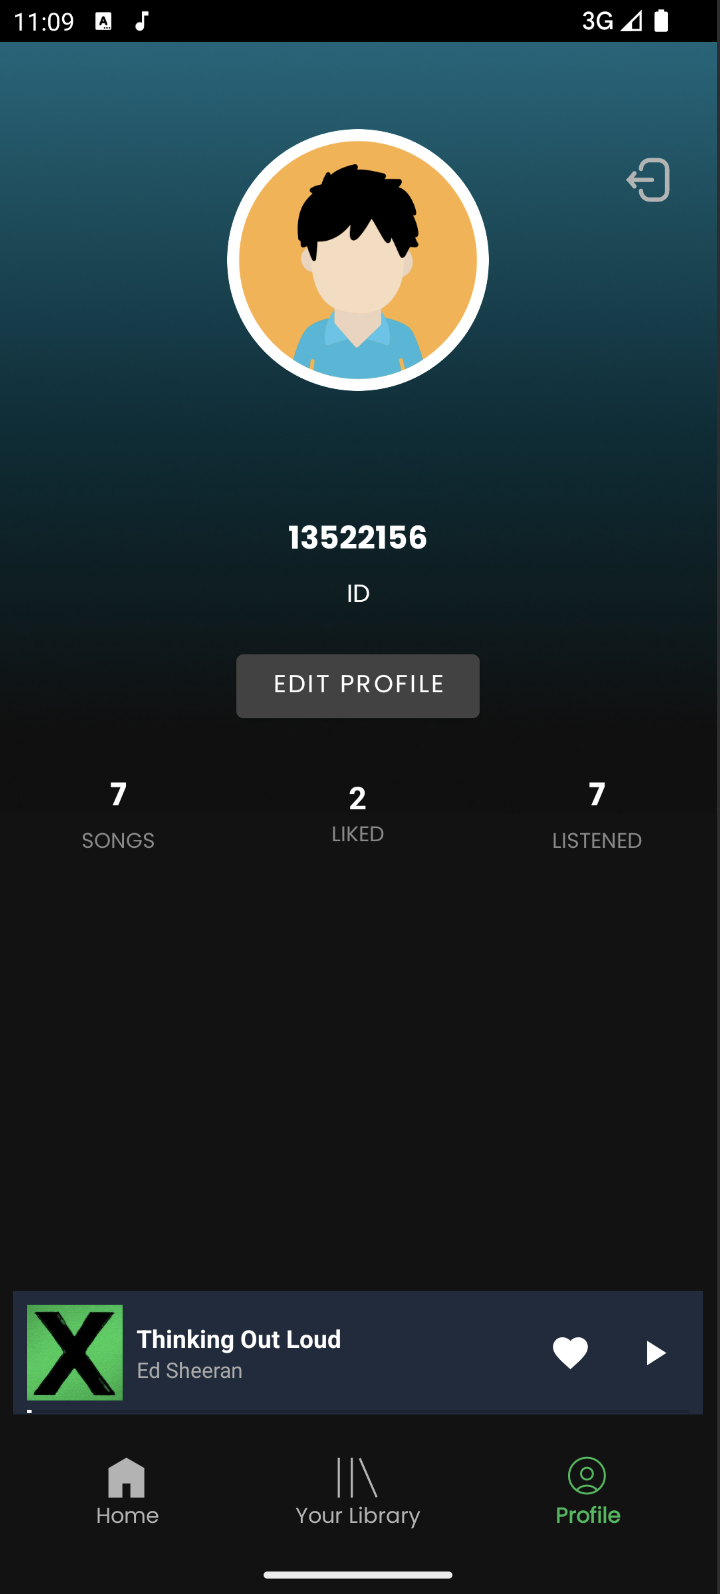 11:09
3G
13522156
ID
EDIT PROFILE
7
SONGS
2
LIKED
7
LISTENED
Thinking Out Loud
Ed Sheeran
Home
Your Library
Profile